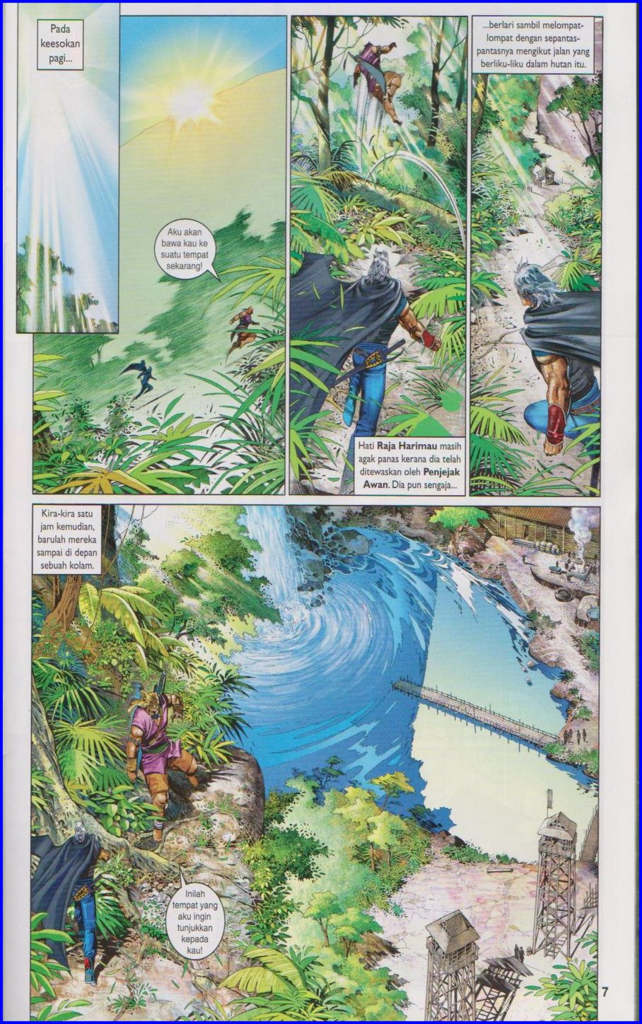 Pada
keesokan
pagi...
Aku akan
bawa kau ke
suatu tempat
sekarang!
Hati Raja Harimau masih
agak panas kerana dia telah
ditewaskan oleh Penjejak
Awan. Dia pun sengaja...
...berlari sambil melompat-
lompat dengan sepantas-
pantasnya mengikut jalan yang
berliku-liku dalam hutan itu.
Kira-kira satu
jam kemudian,
barulah mereka
sampai di depan
sebuah kolam.
Inilah
tempat yang
aku ingin
tunjukkan
kepada
kau!
7